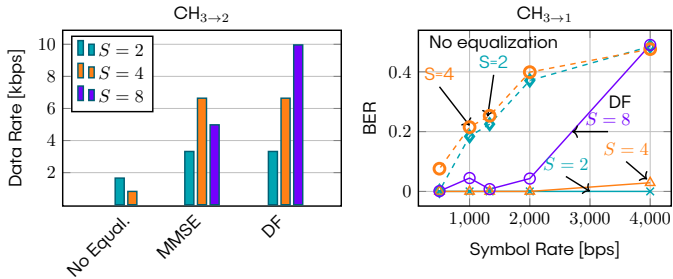 CH3→2
Data Rate [kbps]
10
8
6
4
2
S = 2
S = 4
S = 8
No Equal.
MMSE
DF
CH3→1
BER
0.4
0.2
0
No equalization
S=4
S=2
DF
S = 8
S = 2
S = 4
1,000
2,000
3,000
4,000
Symbol Rate [bps]